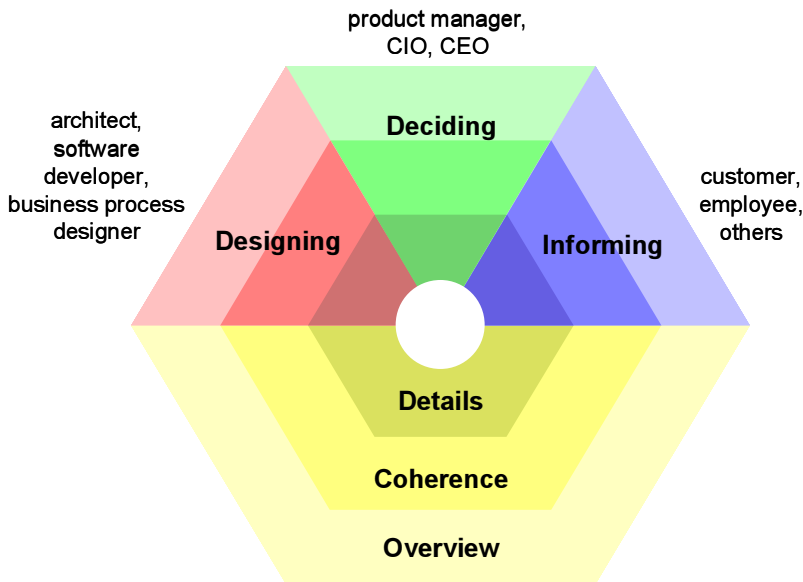 product manager,
CIO, CEO
architect,
software
developer,
business process
designer
Deciding
customer,
employee,
others
Designing
Informing
Details
Coherence
Overview